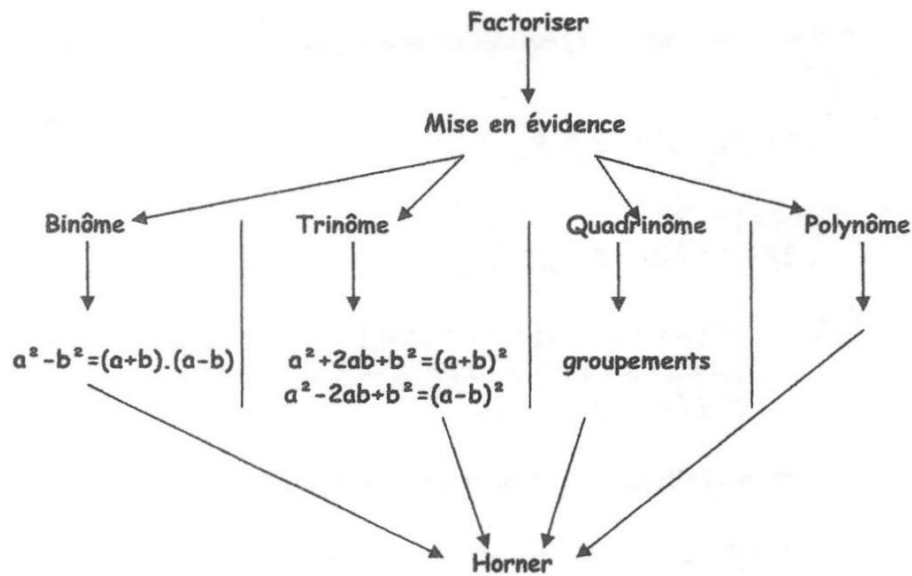 Factoriser
Mise en évidence
Binôme Trinôme Quadrinôme Polynôme
a²-b²=(a+b).(a-b) a²+2ab+b²=(a+b)² groupements
a²-2ab+b²=(a-b)²
Horner